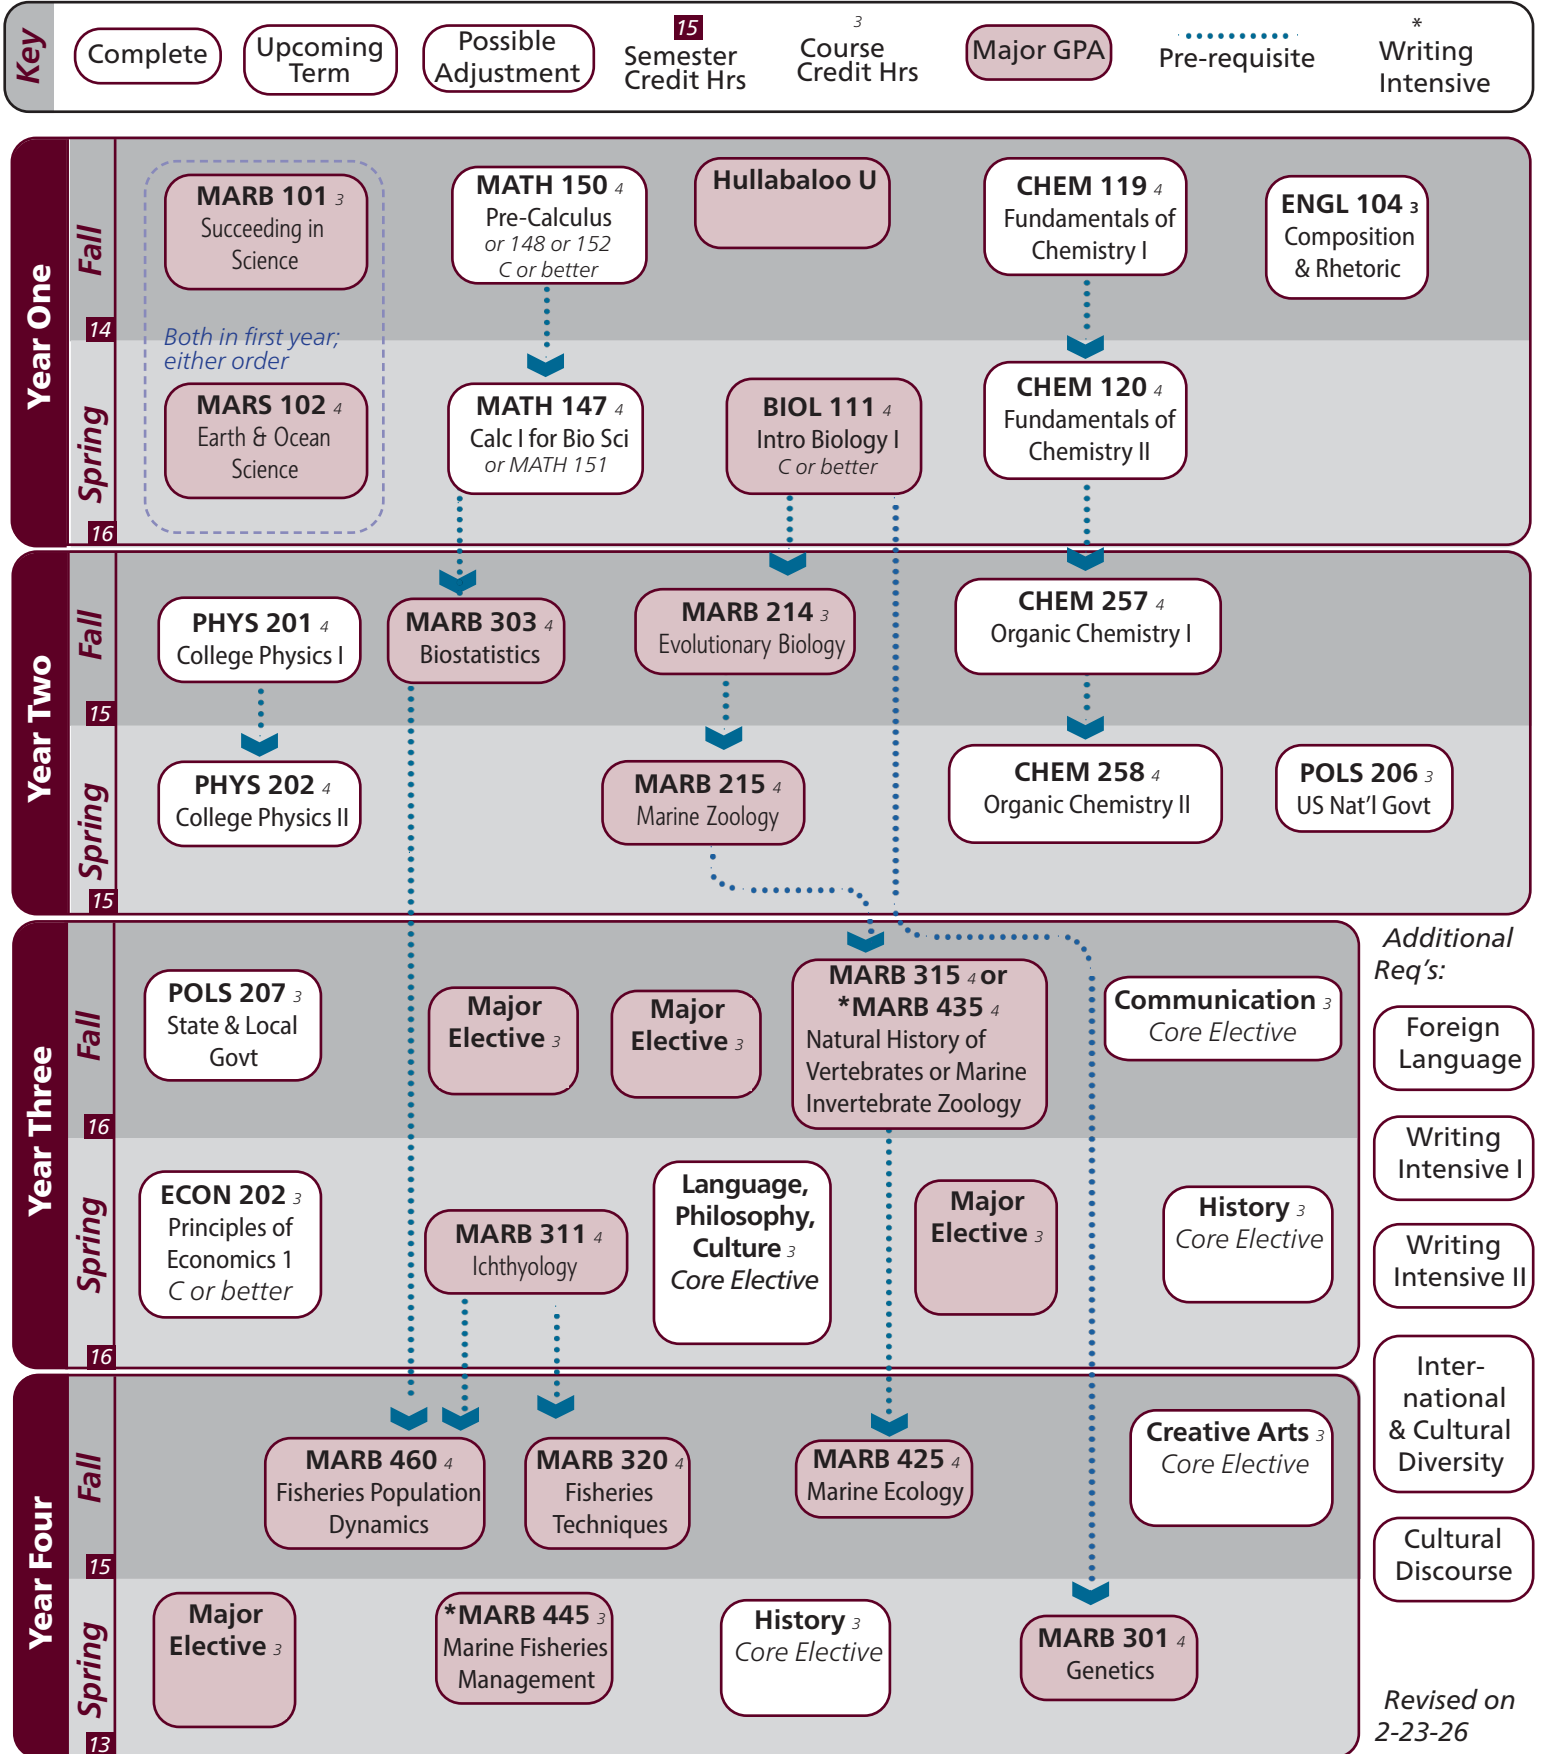 Key
Complete
Upcoming
Term
Possible
Adjustment
15
Semester
Credit Hrs
3
Course
Credit Hrs
Major GPA
Pre-requisite
*
Writing
Intensive
Year One
Fall
14
MARB 101 3
Succeeding in
Science
MATH 150 4
Pre-Calculus
or 148 or 152
C or better
Hullabaloo U
CHEM 119 4
Fundamentals of
Chemistry I
ENGL 104 3
Composition
& Rhetoric
Both in first year;
either order
Spring
16
MARS 102 4
Earth & Ocean
Science
MATH 147 4
Calc I for Bio Sci
or MATH 151
BIOL 111 4
Intro Biology I
C or better
CHEM 120 4
Fundamentals of
Chemistry II
Year Two
Fall
15
PHYS 201 4
College Physics I
MARB 303 4
Biostatistics
MARB 214 3
Evolutionary Biology
CHEM 257 4
Organic Chemistry I
Spring
15
PHYS 202 4
College Physics II
MARB 215 4
Marine Zoology
CHEM 258 4
Organic Chemistry II
POLS 206 3
US Nat'l Govt
Year Three
Fall
16
POLS 207 3
State & Local
Govt
Major
Elective 3
Major
Elective 3
MARB 315 4 or
*MARB 435 4
Natural History of
Vertebrates or Marine
Invertebrate Zoology
Communication 3
Core Elective
Spring
16
ECON 202 3
Principles of
Economics 1
C or better
MARB 311 4
Ichthyology
Language,
Philosophy,
Culture 3
Core Elective
Major
Elective 3
History 3
Core Elective
Year Four
Fall
15
MARB 460 4
Fisheries Population
Dynamics
MARB 320 4
Fisheries
Techniques
MARB 425 4
Marine Ecology
Creative Arts 3
Core Elective
Spring
13
Major
Elective 3
*MARB 445 3
Marine Fisheries
Management
History 3
Core Elective
MARB 301 4
Genetics
Additional
Req's:
Foreign
Language
Writing
Intensive I
Writing
Intensive II
Inter-
national
& Cultural
Diversity
Cultural
Discourse
Revised on
2-23-26